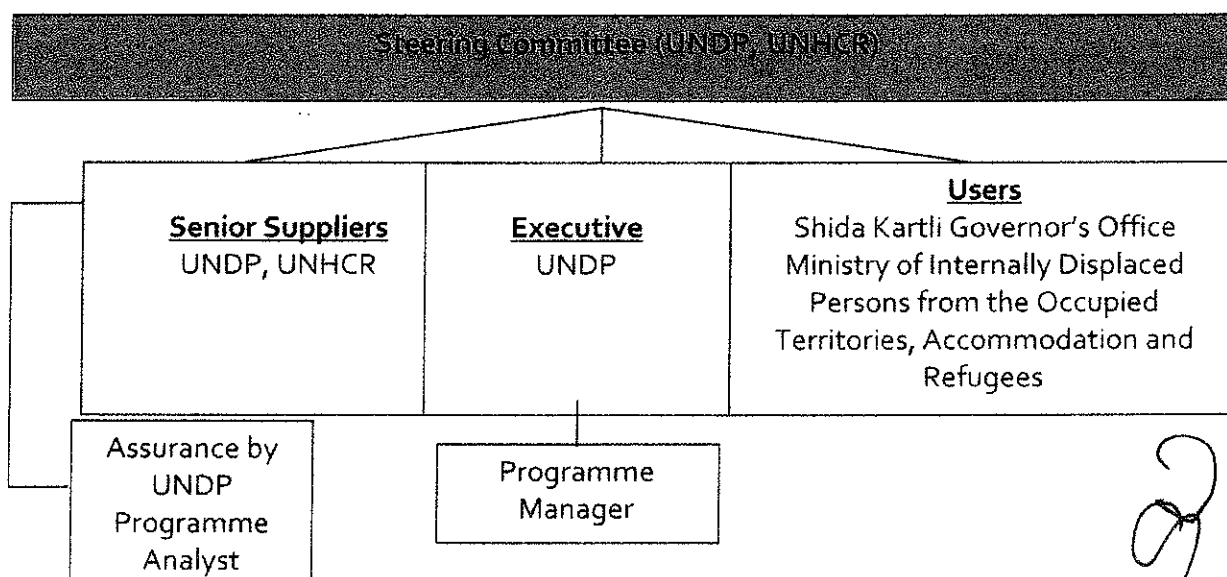 Steering Committee (UNDP, UNHCR)
Senior Suppliers
UNDP, UNHCR
Executive
UNDP
Users
Shida Kartli Governor's Office
Ministry of Internally Displaced
Persons from the Occupied
Territories, Accommodation and
Refugees
Assurance by
UNDP
Programme
Analyst
Programme
Manager